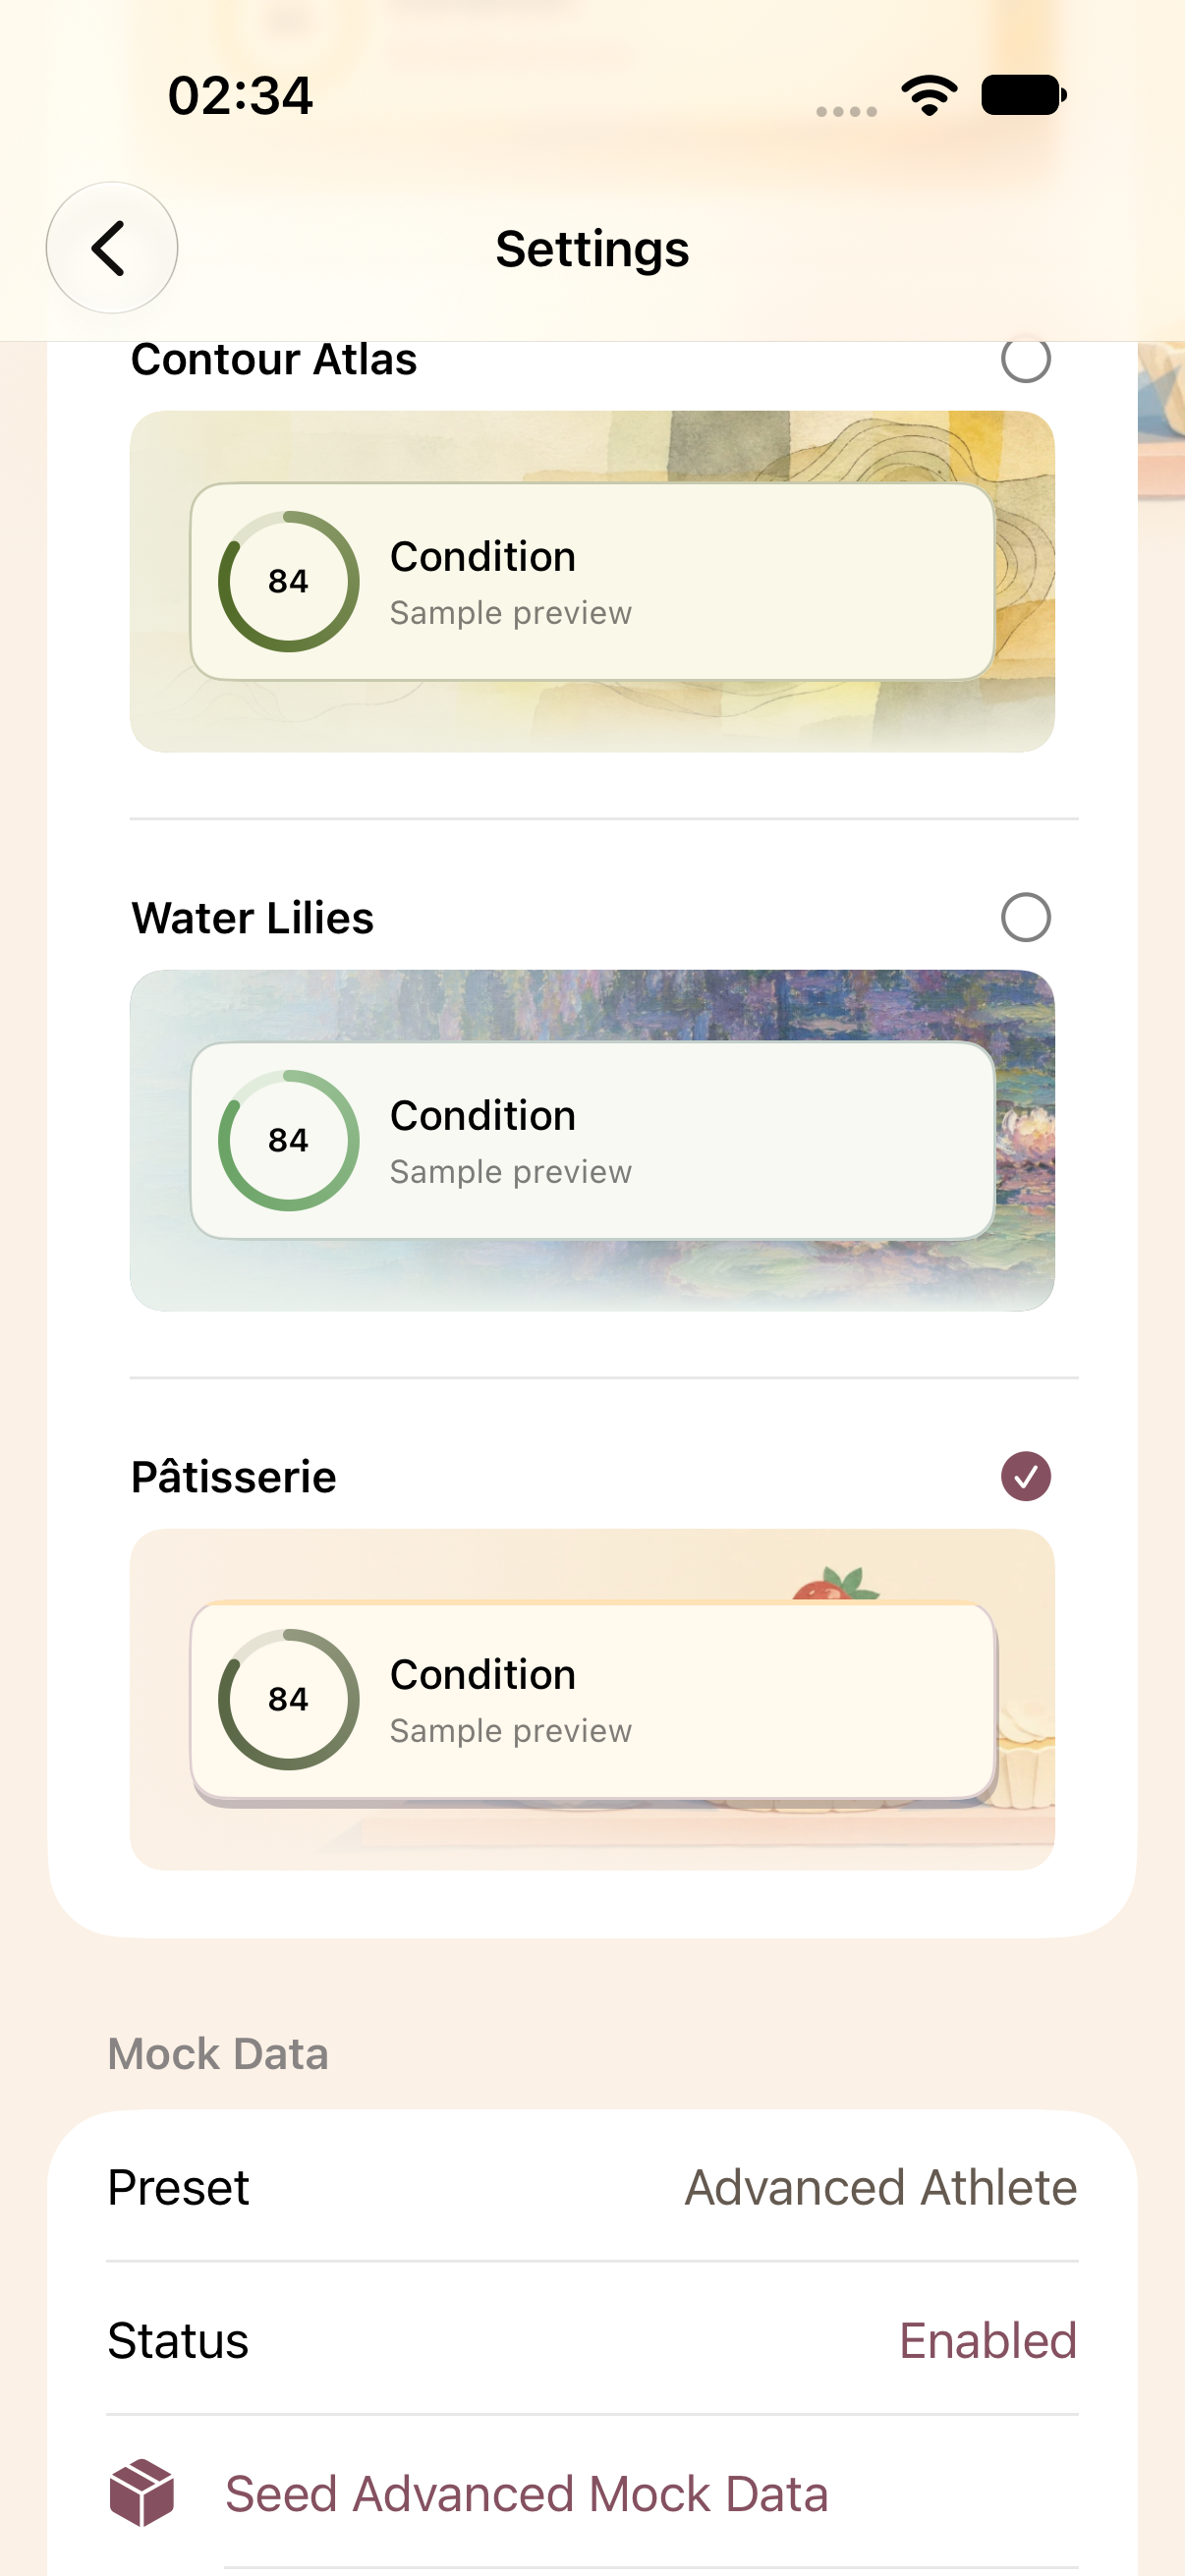 02:34
Settings
Contour Atlas
84
Condition
Sample preview
Water Lilies
84
Condition
Sample preview
Pâtisserie
84
Condition
Sample preview
Mock Data
Preset
Advanced Athlete
Status
Enabled
Seed Advanced Mock Data